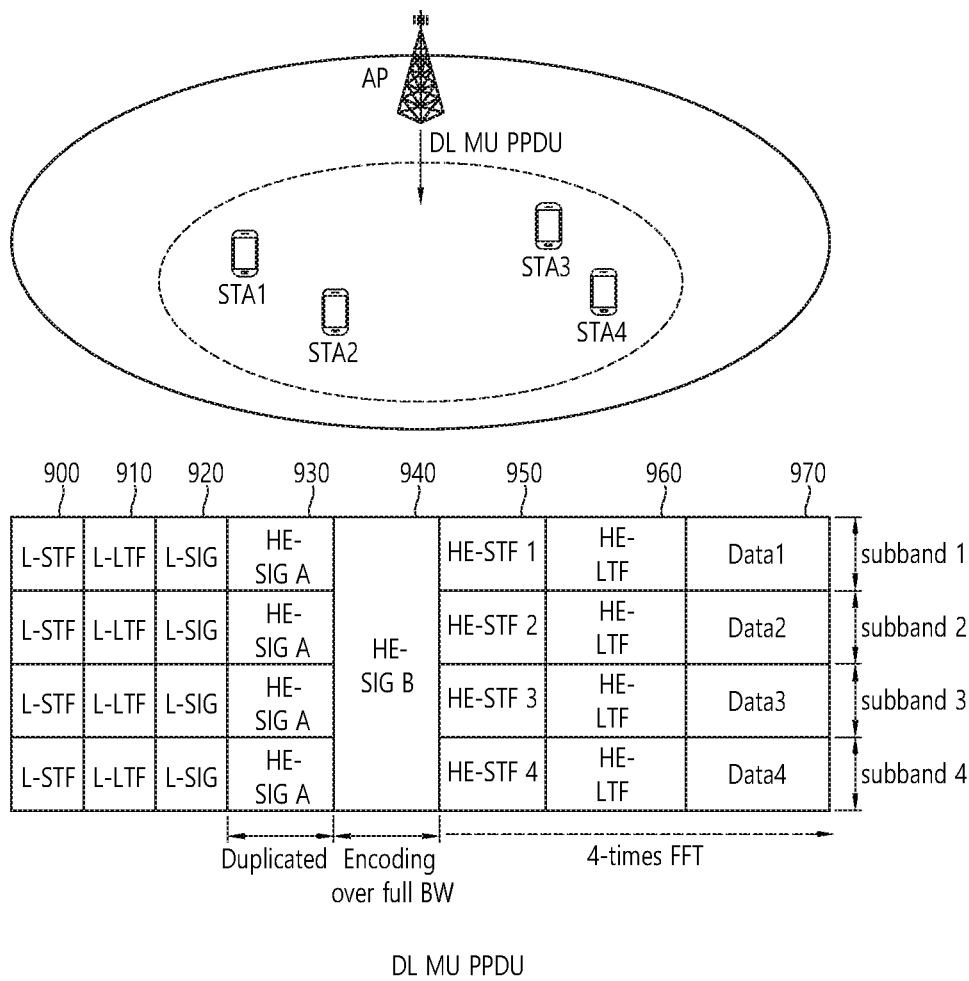 AP
DL MU PPDU
STA1
STA2
STA3
STA4
900 910 920 930 940 950 960 970
L-STF L-LTF L-SIG HE-SIG A HE-STF 1 HE-LTF Data1 subband 1
L-STF L-LTF L-SIG HE-SIG A HE-STF 2 HE-LTF Data2 subband 2
HE-SIG B
L-STF L-LTF L-SIG HE-SIG A HE-STF 3 HE-LTF Data3 subband 3
L-STF L-LTF L-SIG HE-SIG A HE-STF 4 HE-LTF Data4 subband 4
Duplicated
Encoding
over full BW
4-times FFT
DL MU PPDU